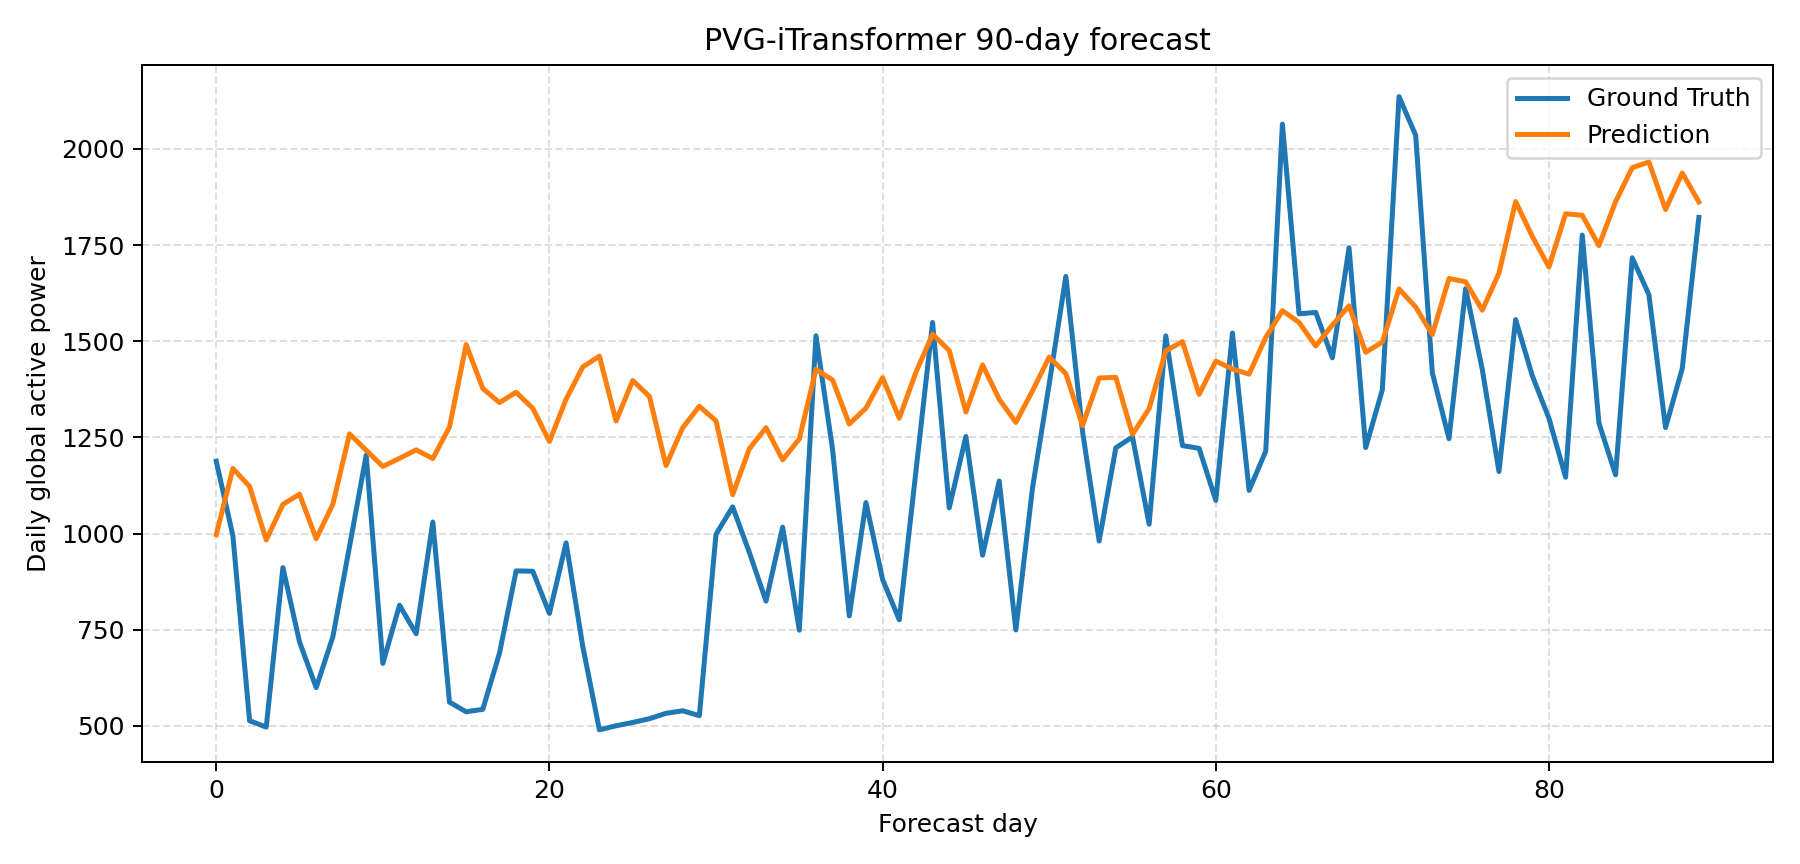 PVG-iTransformer 90-day forecast
Ground Truth
Prediction
Daily global active power
2000
1750
1500
1250
1000
750
500
0
20
40
60
80
Forecast day